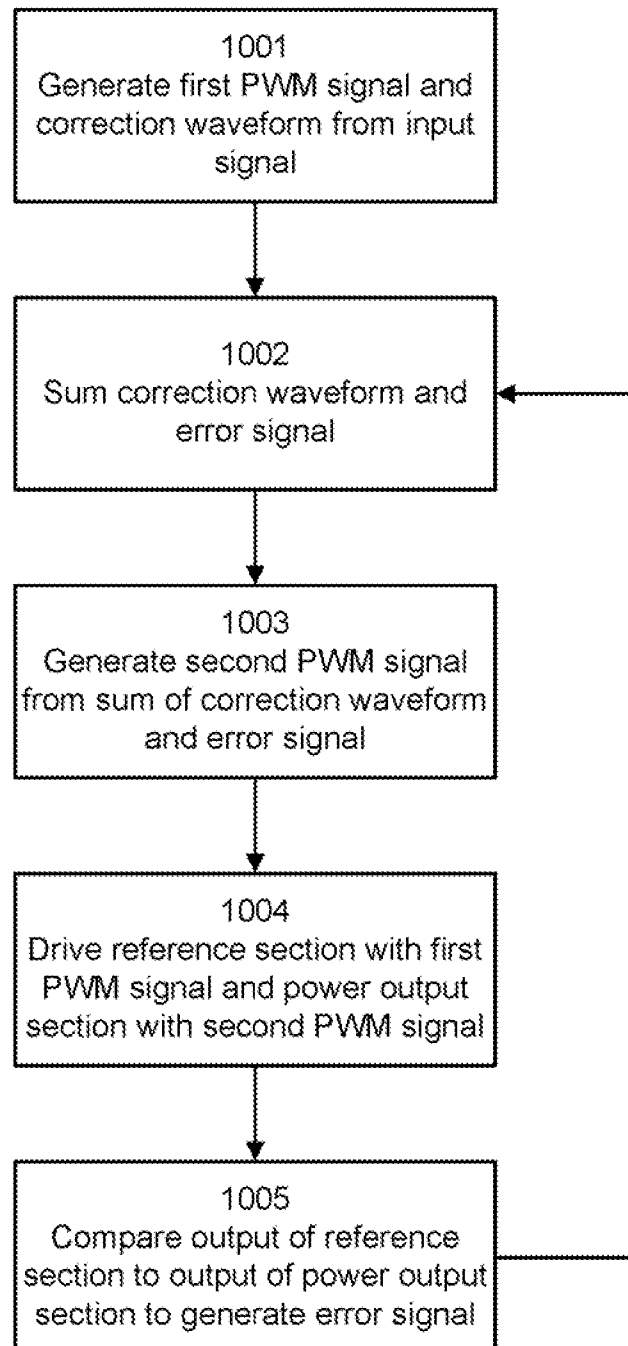 1001
Generate first PWM signal and
correction waveform from input
signal
1002
Sum correction waveform and
error signal
1003
Generate second PWM signal
from sum of correction waveform
and error signal
1004
Drive reference section with first
PWM signal and power output
section with second PWM signal
1005
Compare output of reference
section to output of power output
section to generate error signal